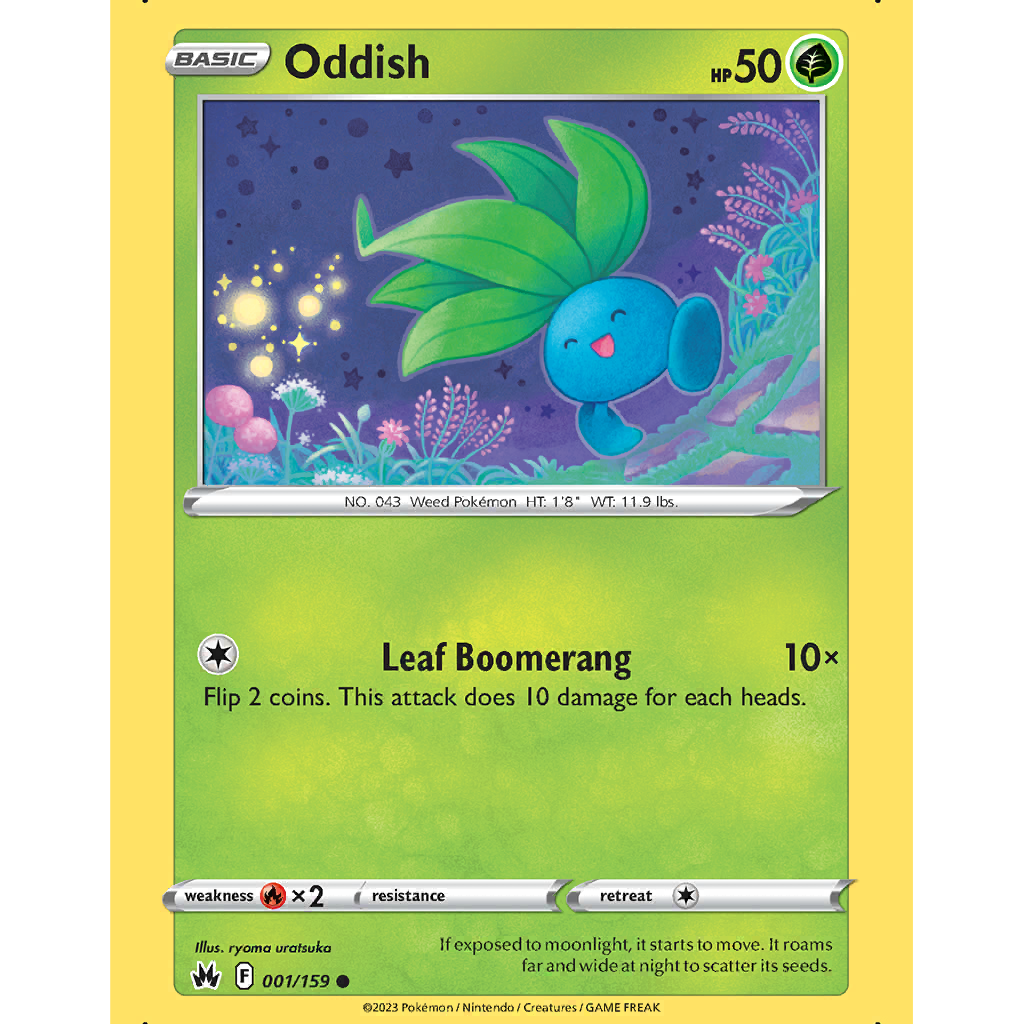 BASIC Oddish HP50
NO. 043 Weed Pokémon HT: 1'8" WT: 11.9 lbs.
Leaf Boomerang 10×
Flip 2 coins. This attack does 10 damage for each heads.
weakness ×2 resistance retreat
Illus. ryoma uratsuka
If exposed to moonlight, it starts to move. It roams
far and wide at night to scatter its seeds.
F 001/159
©2023 Pokémon / Nintendo / Creatures / GAME FREAK